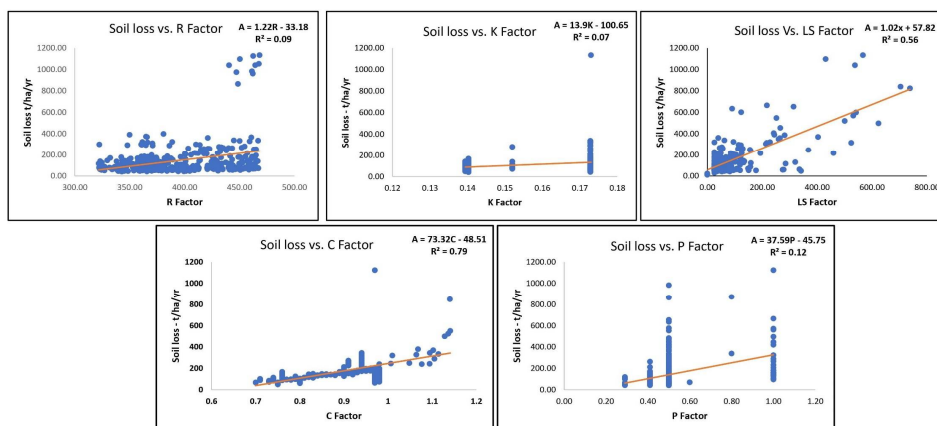 Soil loss vs. R Factor
A = 1.22R - 33.18
R² = 0.09
Soil loss t/ha/yr
1200.00
1000.00
800.00
600.00
400.00
200.00
0.00
300.00 350.00 400.00 450.00 500.00
R Factor
Soil loss vs. K Factor
A = 13.9K - 100.65
R² = 0.07
Soil loss - t/ha/yr
1200.00
1000.00
800.00
600.00
400.00
200.00
0.00
0.12 0.13 0.14 0.15 0.16 0.17 0.18
K Factor
Soil loss Vs. LS Factor
A = 1.02x + 57.82
R² = 0.56
Soil Loss t/ha/yr
1200.00
1000.00
800.00
600.00
400.00
200.00
0.00
0.00 200.00 400.00 600.00 800.00
LS Factor
Soil loss vs. C Factor
A = 73.32C - 48.51
R² = 0.79
Soil loss - t/ha/yr
1200
1000
800
600
400
200
0
0.6 0.7 0.8 0.9 1 1.1 1.2
C Factor
Soil loss vs. P Factor
A = 37.59P - 45.75
R² = 0.12
Soil loss - t/ha/yr
1200.00
1000.00
800.00
600.00
400.00
200.00
0.00
0.00 0.20 0.40 0.60 0.80 1.00 1.20
P Factor